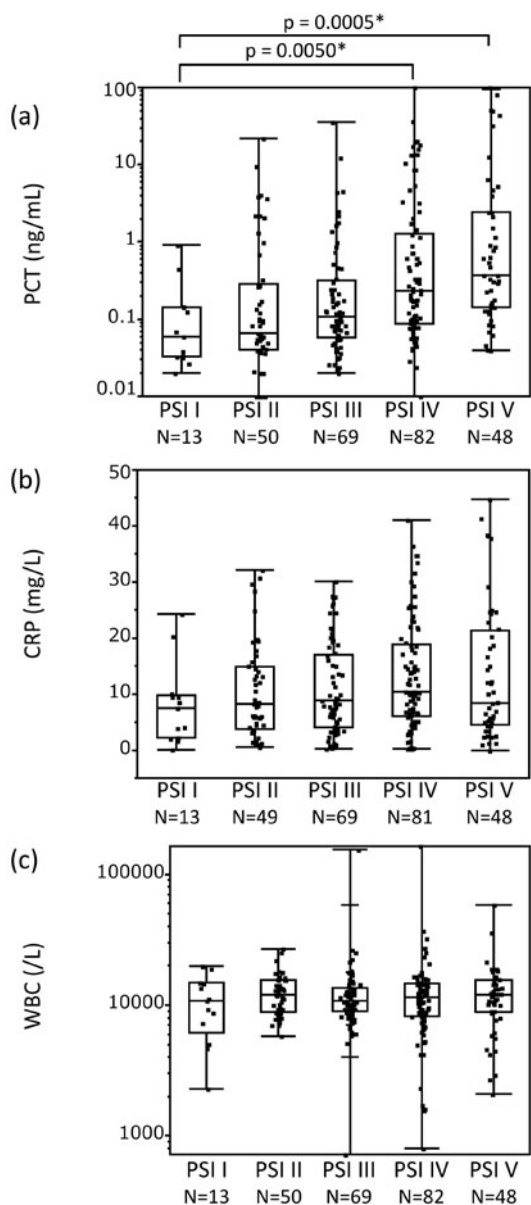 p = 0.0005*
p = 0.0050*
(a)
PCT (ng/mL)
100
10
1
0.1
0.01
PSI I PSI II PSI III PSI IV PSI V
N=13 N=50 N=69 N=82 N=48
(b)
CRP (mg/L)
50
40
30
20
10
0
PSI I PSI II PSI III PSI IV PSI V
N=13 N=49 N=69 N=81 N=48
(c)
WBC (/L)
100000
10000
1000
PSI I PSI II PSI III PSI IV PSI V
N=13 N=50 N=69 N=82 N=48